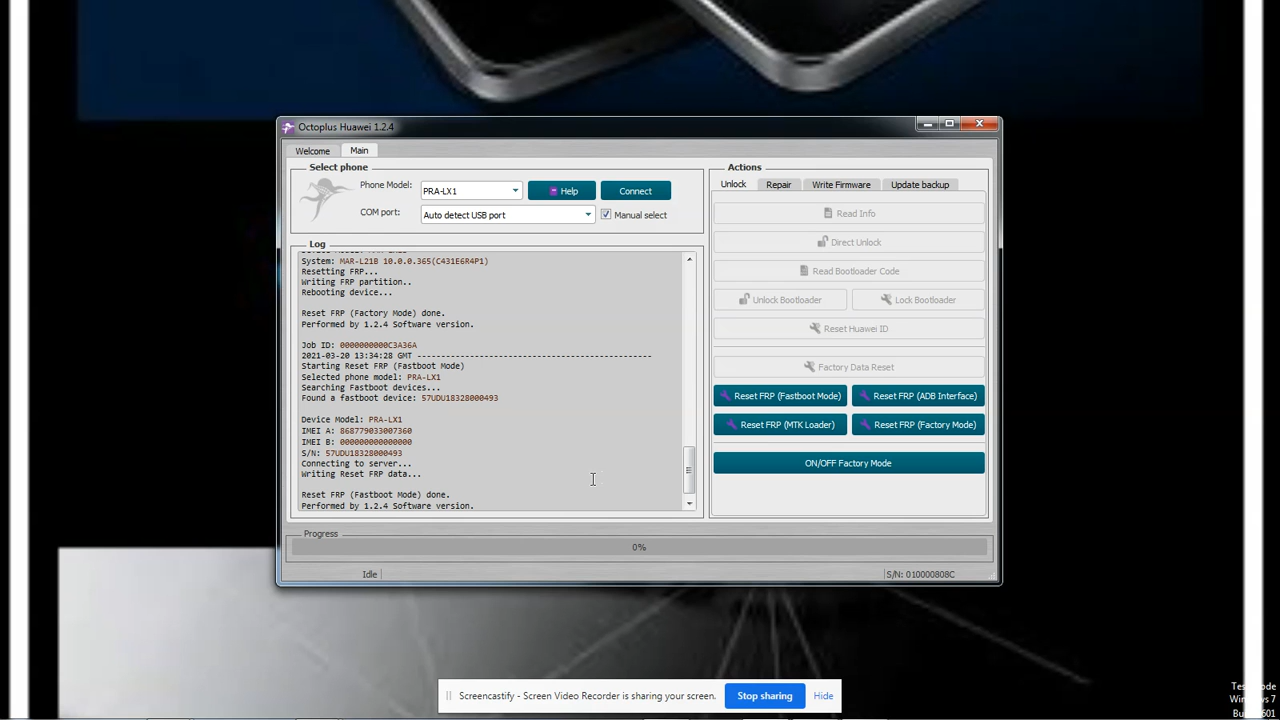 Octoplus Huawei 1.2.4
Welcome
Main
Select phone
Phone Model:
PRA-LX1
Help
Connect
COM port:
Auto detect USB port
Manual select
Log
System: MAR-L21B 10.0.0.365(C431E6R4P1)
Resetting FRP...
Writing FRP partition..
Rebooting device...
Reset FRP (Factory Mode) done.
Performed by 1.2.4 Software version.
Job ID: 0000000000C3A36A
2021-03-20 13:34:28 GMT --------------------------------------------------
Starting Reset FRP (Fastboot Mode)
Selected phone model: PRA-LX1
Searching Fastboot devices...
Found a fastboot device: 57UDU18328000493
Device Model: PRA-LX1
IMEI A: 868779033007360
IMEI B: 000000000000000
S/N: 57UDU18328000493
Connecting to server...
Writing Reset FRP data...
Reset FRP (Fastboot Mode) done.
Performed by 1.2.4 Software version.
Actions
Unlock
Repair
Write Firmware
Update backup
Read Info
Direct Unlock
Read Bootloader Code
Unlock Bootloader
Lock Bootloader
Reset Huawei ID
Factory Data Reset
Reset FRP (Fastboot Mode)
Reset FRP (ADB Interface)
Reset FRP (MTK Loader)
Reset FRP (Factory Mode)
ON/OFF Factory Mode
Progress
0%
Idle
S/N: 010000808C
Screencastify - Screen Video Recorder is sharing your screen.
Stop sharing
Hide